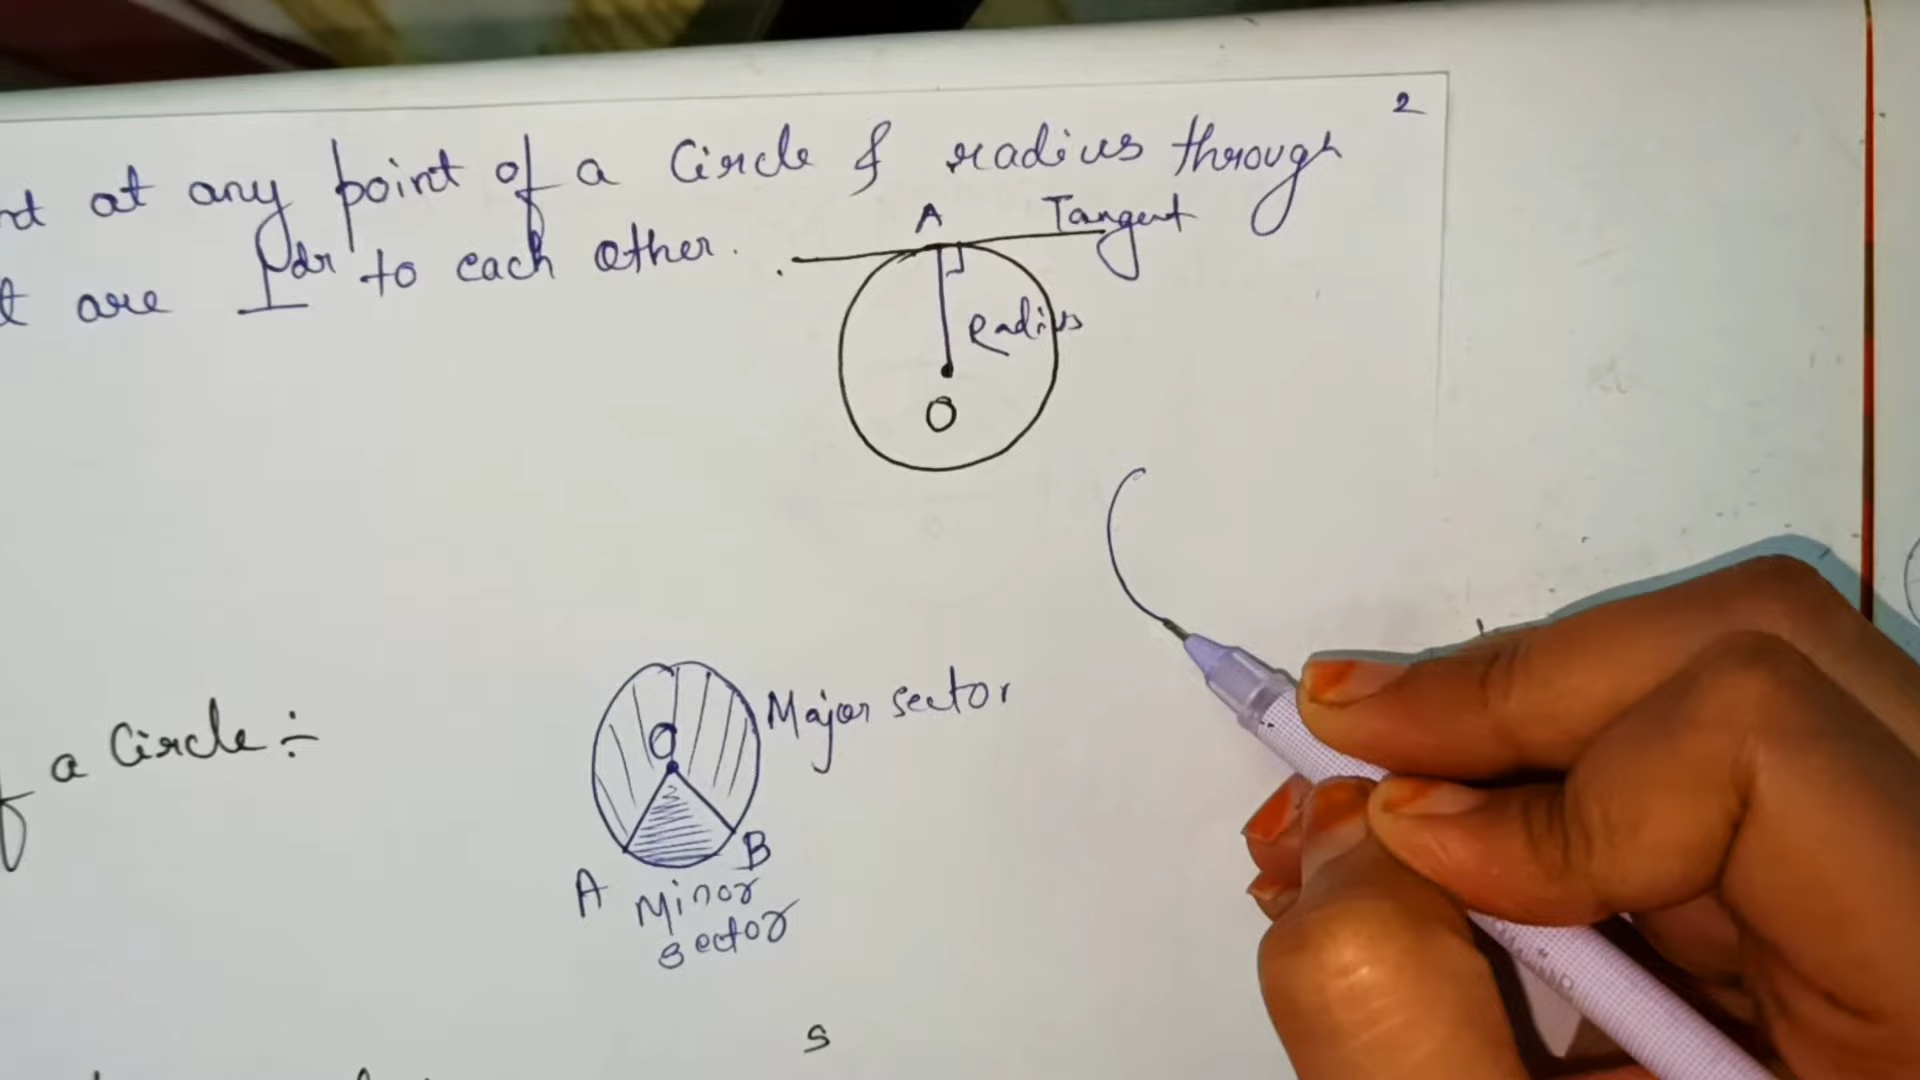 2
at any point of a Circle & radius through
are ⊥dr to each other.
A
Tangent
Radius
O
a Circle :-
O
Major sector
A
B
Minor
sector
s